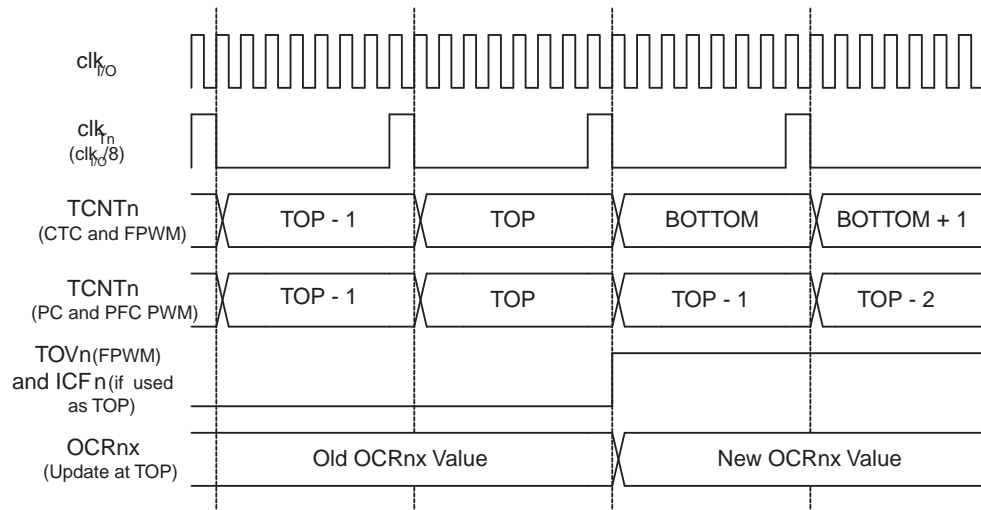 clkI/O
clkTn
(clkI/O/8)
TCNTn
(CTC and FPWM)
TOP - 1
TOP
BOTTOM
BOTTOM + 1
TCNTn
(PC and PFC PWM)
TOP - 1
TOP
TOP - 1
TOP - 2
TOVn(FPWM)
and ICFn(if used
as TOP)
OCRnx
(Update at TOP)
Old OCRnx Value
New OCRnx Value